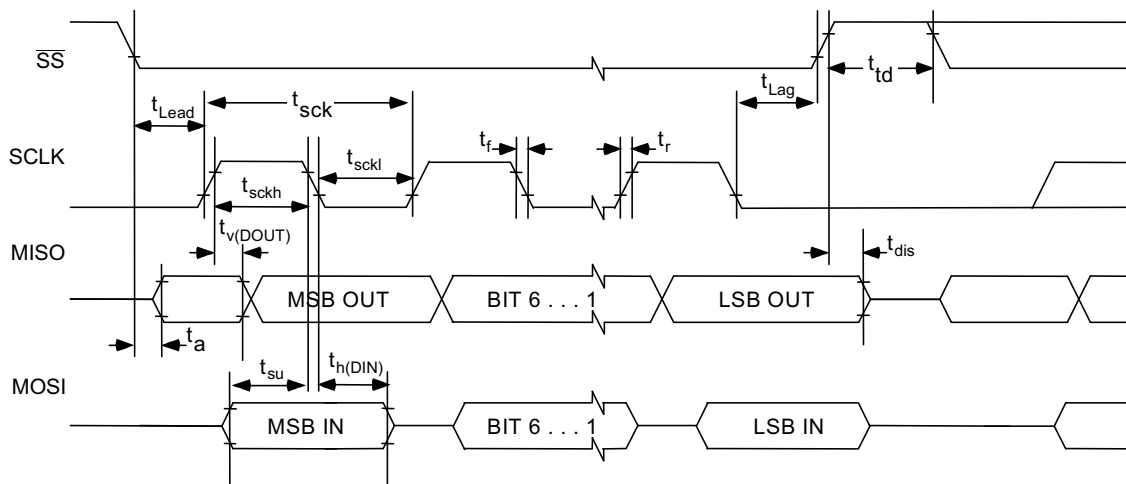 SS
t_td
t_Lag
t_Lead
t_sck
SCLK
t_f
t_r
t_sckl
t_sckh
t_v(DOUT)
MISO
t_dis
MSB OUT
BIT 6 . . . 1
LSB OUT
t_a
t_su
t_h(DIN)
MOSI
MSB IN
BIT 6 . . . 1
LSB IN